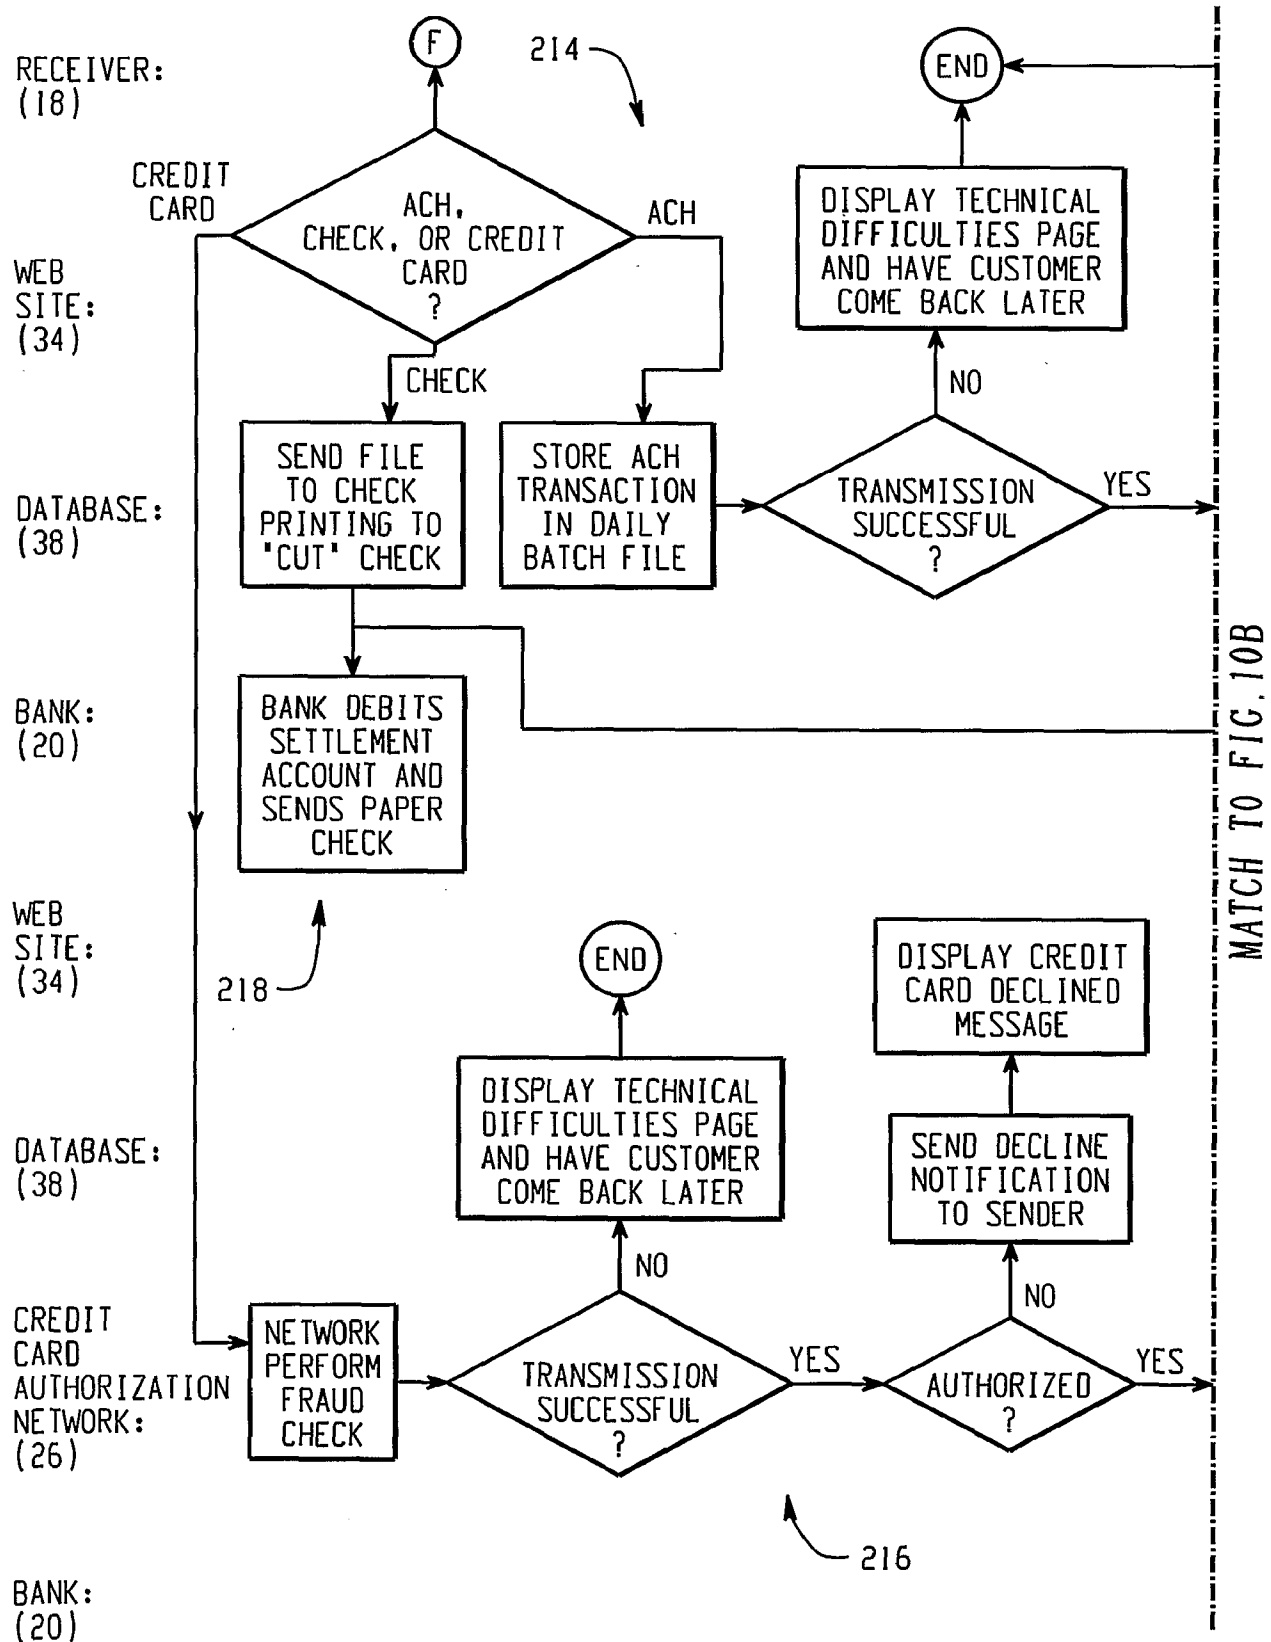 F
214
END
RECEIVER:
(18)
CREDIT
CARD
ACH,
CHECK, OR CREDIT
CARD
?
ACH
DISPLAY TECHNICAL
DIFFICULTIES PAGE
AND HAVE CUSTOMER
COME BACK LATER
WEB
SITE:
(34)
CHECK
NO
SEND FILE
TO CHECK
PRINTING TO
"CUT" CHECK
STORE ACH
TRANSACTION
IN DAILY
BATCH FILE
TRANSMISSION
SUCCESSFUL
?
YES
DATABASE:
(38)
MATCH TO FIG. 10B
BANK:
(20)
BANK DEBITS
SETTLEMENT
ACCOUNT AND
SENDS PAPER
CHECK
WEB
SITE:
(34)
218
END
DISPLAY CREDIT
CARD DECLINED
MESSAGE
DISPLAY TECHNICAL
DIFFICULTIES PAGE
AND HAVE CUSTOMER
COME BACK LATER
SEND DECLINE
NOTIFICATION
TO SENDER
DATABASE:
(38)
NO
NO
CREDIT
CARD
AUTHORIZATION
NETWORK:
(26)
NETWORK
PERFORM
FRAUD
CHECK
TRANSMISSION
SUCCESSFUL
?
YES
AUTHORIZED
?
YES
216
BANK:
(20)